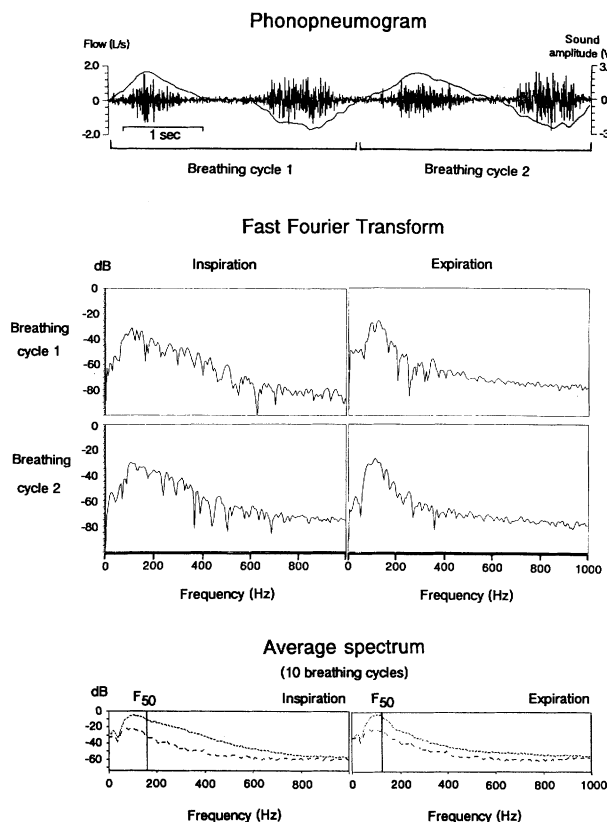 Phonopneumogram
Flow (L/s)
Sound
amplitude (V
2.0
0
-2.0
3.
0
-3
1 sec
Breathing cycle 1
Breathing cycle 2
Fast Fourier Transform
dB
Inspiration
Expiration
Breathing
cycle 1
0
-20
-40
-60
-80
Breathing
cycle 2
0
-20
-40
-60
-80
0 200 400 600 800 0 200 400 600 800 1000
Frequency (Hz) Frequency (Hz)
Average spectrum
(10 breathing cycles)
dB
F50
Inspiration
F50
Expiration
0
-20
-40
-60
0 200 400 600 800 0 200 400 600 800 1000
Frequency (Hz) Frequency (Hz)